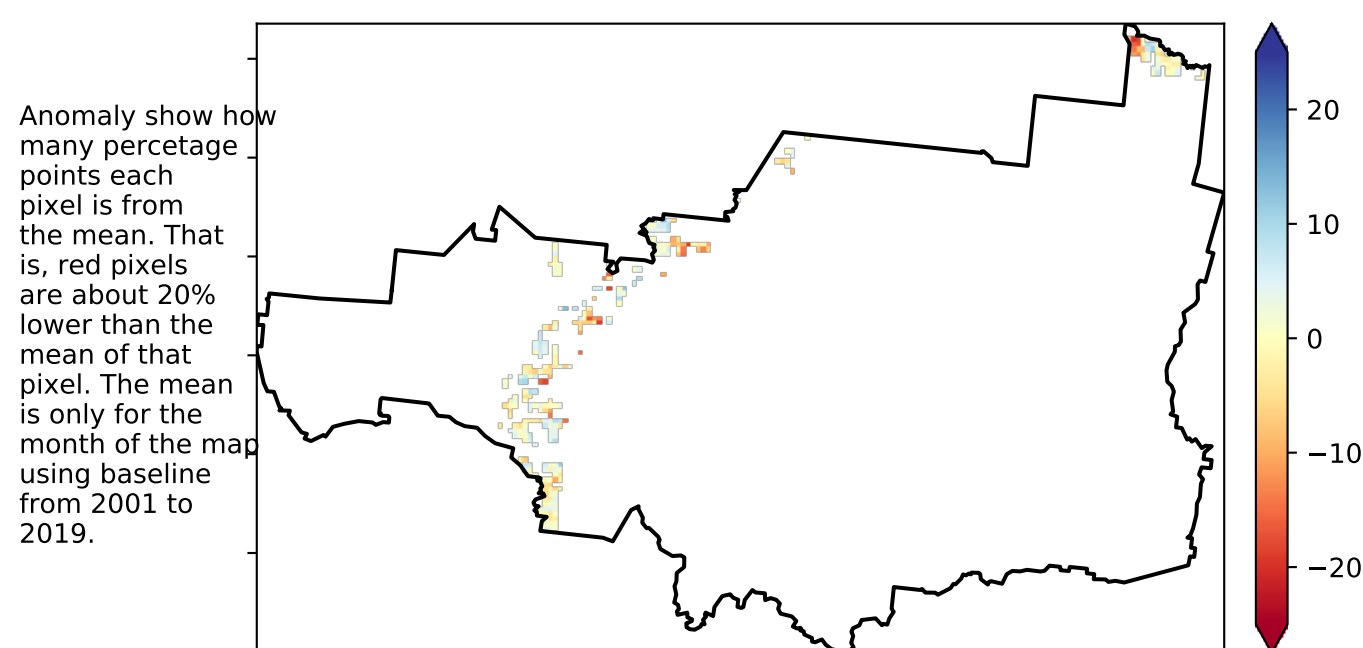 Anomaly show how
many percetage
points each
pixel is from
the mean. That
is, red pixels
are about 20%
lower than the
mean of that
pixel. The mean
is only for the
month of the map
using baseline
from 2001 to
2019.
20
10
0
−10
−20